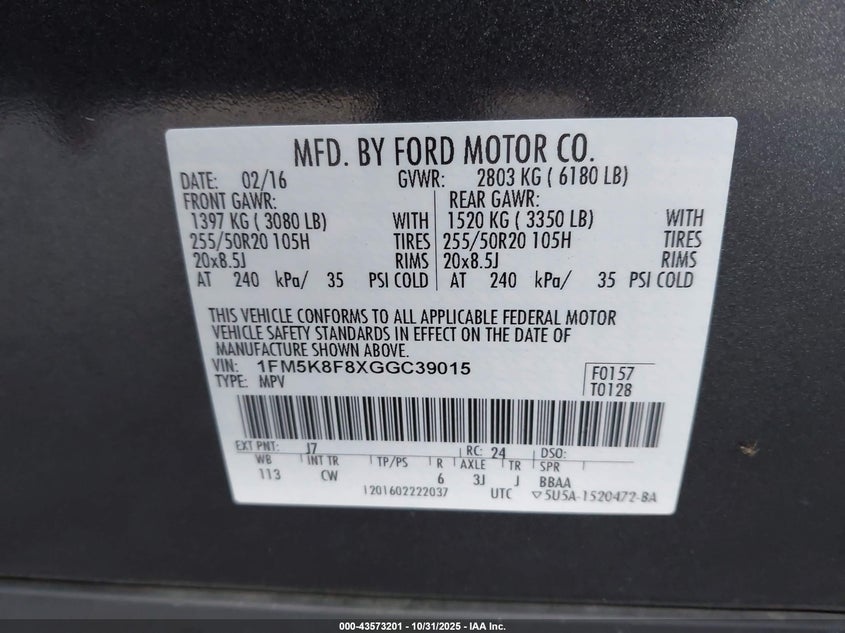 MFD. BY FORD MOTOR CO.
DATE: 02/16 GVWR: 2803 KG ( 6180 LB)
FRONT GAWR: REAR GAWR:
1397 KG ( 3080 LB) WITH 1520 KG ( 3350 LB) WITH
255/50R20 105H TIRES 255/50R20 105H TIRES
20x8.5J RIMS 20x8.5J RIMS
AT 240 kPa/ 35 PSI COLD AT 240 kPa/ 35 PSI COLD
THIS VEHICLE CONFORMS TO ALL APPLICABLE FEDERAL MOTOR
VEHICLE SAFETY STANDARDS IN EFFECT ON THE DATE OF
MANUFACTURE SHOWN ABOVE.
VIN: 1FM5K8F8XGGC39015 F0157
TYPE: MPV T0128
EXT PNT: J7 RC: 24 DSO:
WB INT TR TP/PS R AXLE TR SPR
113 CW 6 3J J BBAA
1201602222037 UTC ▽5U5A-1520472-BA
000-43573201 - 10/31/2025 - IAA Inc.